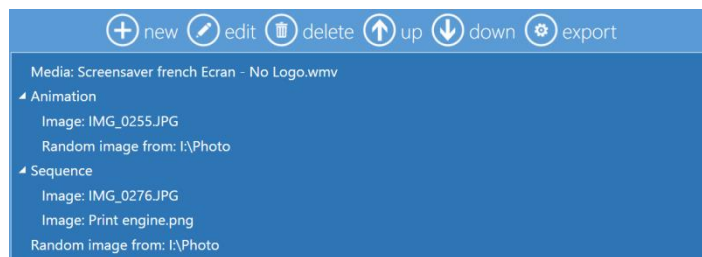 new edit delete up down export
Media: Screensaver french Ecran - No Logo.wmv
Animation
Image: IMG_0255.JPG
Random image from: I:\Photo
Sequence
Image: IMG_0276.JPG
Image: Print engine.png
Random image from: I:\Photo